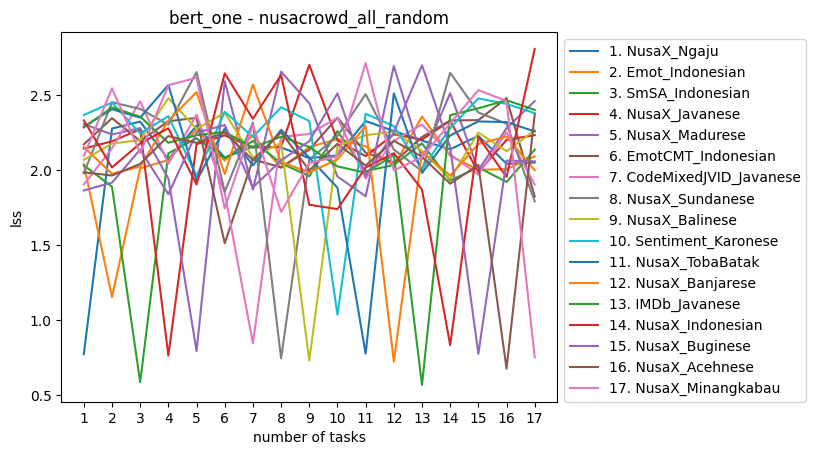 bert_one - nusacrowd_all_random
lss
2.5
2.0
1.5
1.0
0.5
1 2 3 4 5 6 7 8 9 10 11 12 13 14 15 16 17
number of tasks
1. NusaX_Ngaju
2. Emot_Indonesian
3. SmSA_Indonesian
4. NusaX_Javanese
5. NusaX_Madurese
6. EmotCMT_Indonesian
7. CodeMixedJVID_Javanese
8. NusaX_Sundanese
9. NusaX_Balinese
10. Sentiment_Karonese
11. NusaX_TobaBatak
12. NusaX_Banjarese
13. IMDb_Javanese
14. NusaX_Indonesian
15. NusaX_Buginese
16. NusaX_Acehnese
17. NusaX_Minangkabau